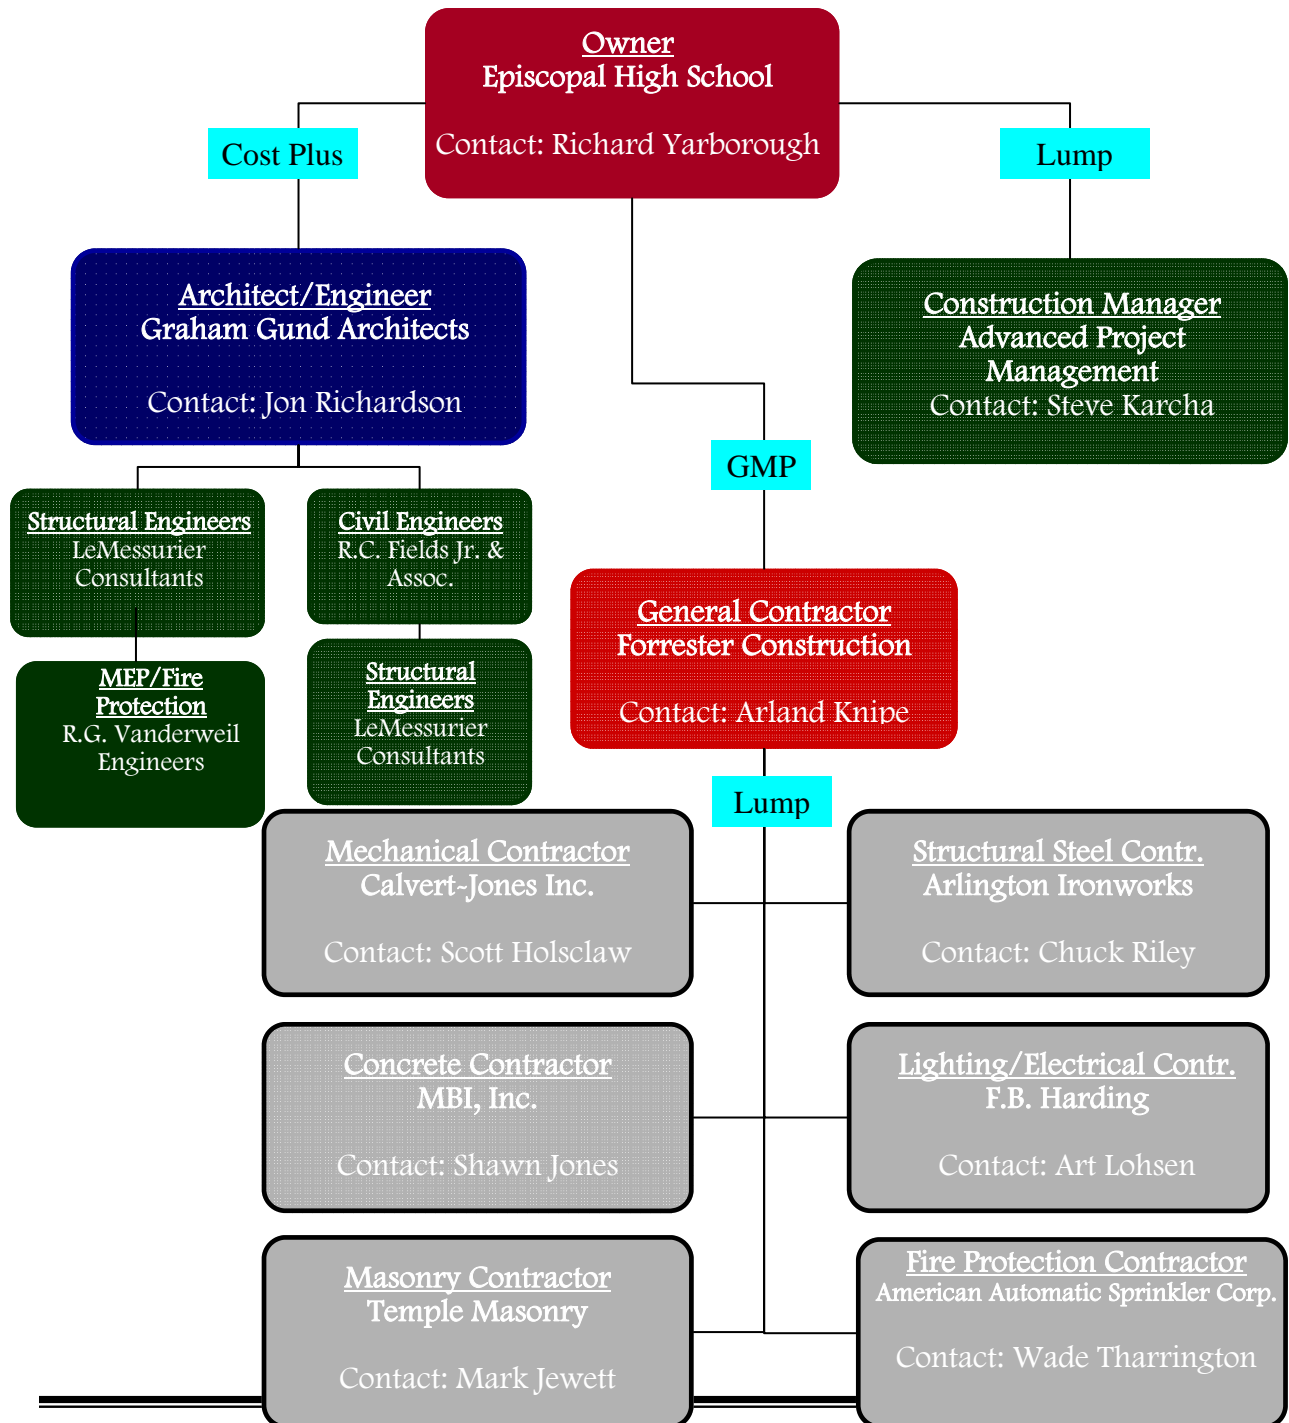 Owner
Episcopal High School
Contact: Richard Yarborough
Cost Plus
Lump
Architect/Engineer
Graham Gund Architects
Contact: Jon Richardson
Construction Manager
Advanced Project
Management
Contact: Steve Karcha
GMP
Structural Engineers
LeMessurier
Consultants
Civil Engineers
R.C. Fields Jr. &
Assoc.
MEP/Fire
Protection
R.G. Vanderweil
Engineers
Structural
Engineers
LeMessurier
Consultants
General Contractor
Forrester Construction
Contact: Arland Knipe
Lump
Mechanical Contractor
Calvert-Jones Inc.
Contact: Scott Holsclaw
Structural Steel Contr.
Arlington Ironworks
Contact: Chuck Riley
Concrete Contractor
MBI, Inc.
Contact: Shawn Jones
Lighting/Electrical Contr.
F.B. Harding
Contact: Art Lohsen
Masonry Contractor
Temple Masonry
Contact: Mark Jewett
Fire Protection Contractor
American Automatic Sprinkler Corp.
Contact: Wade Tharrington